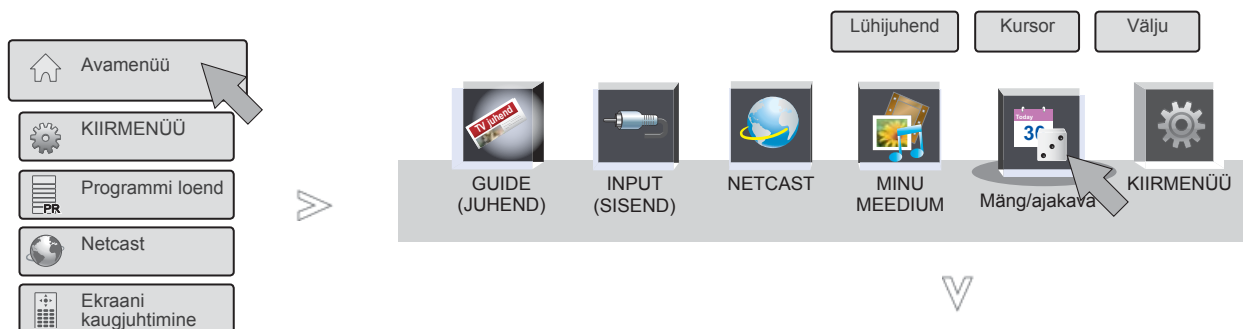 Avamenüü
KIIRMENÜÜ
Programmi loend
PR
Netcast
Ekraani
kaugjuhtimine
Lühijuhend
Kursor
Välju
TV juhend
Today
30
GUIDE
(JUHEND)
INPUT
(SISEND)
NETCAST
MINU
MEEDIUM
Mäng/ajakava
KIIRMENÜÜ